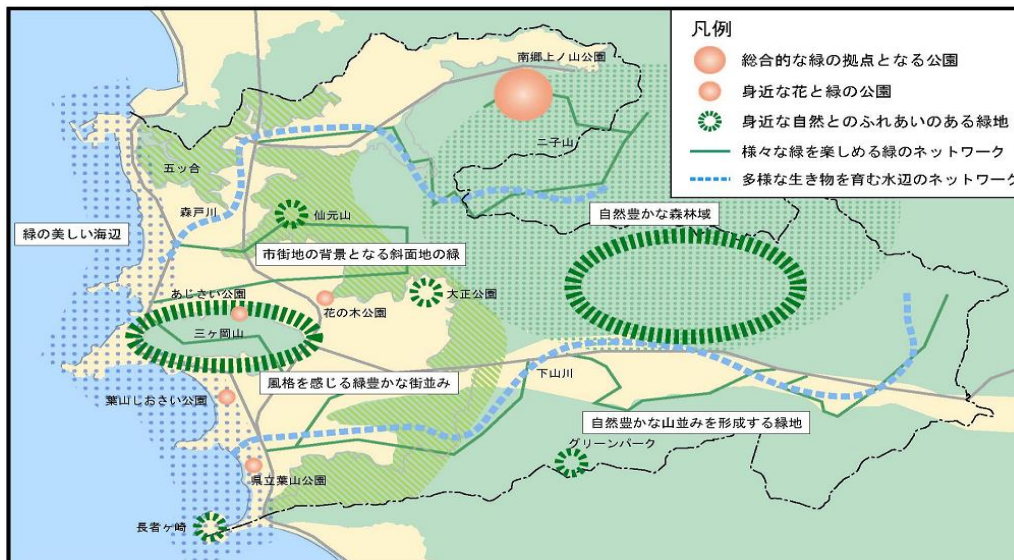 凡例
総合的な緑の拠点となる公園
身近な花と緑の公園
身近な自然とのふれあいのある緑地
様々な緑を楽しめる緑のネットワーク
多様な生き物を育む水辺のネットワーク
南郷上ノ山公園
二子山
五ッ合
森戸川
仙元山
自然豊かな森林域
緑の美しい海辺
市街地の背景となる斜面地の緑
あじさい公園
花の木公園
大正公園
三ヶ岡山
風格を感じる緑豊かな街並み
下山川
葉山しおさい公園
自然豊かな山並みを形成する緑地
グリーンパーク
県立葉山公園
長者ヶ崎